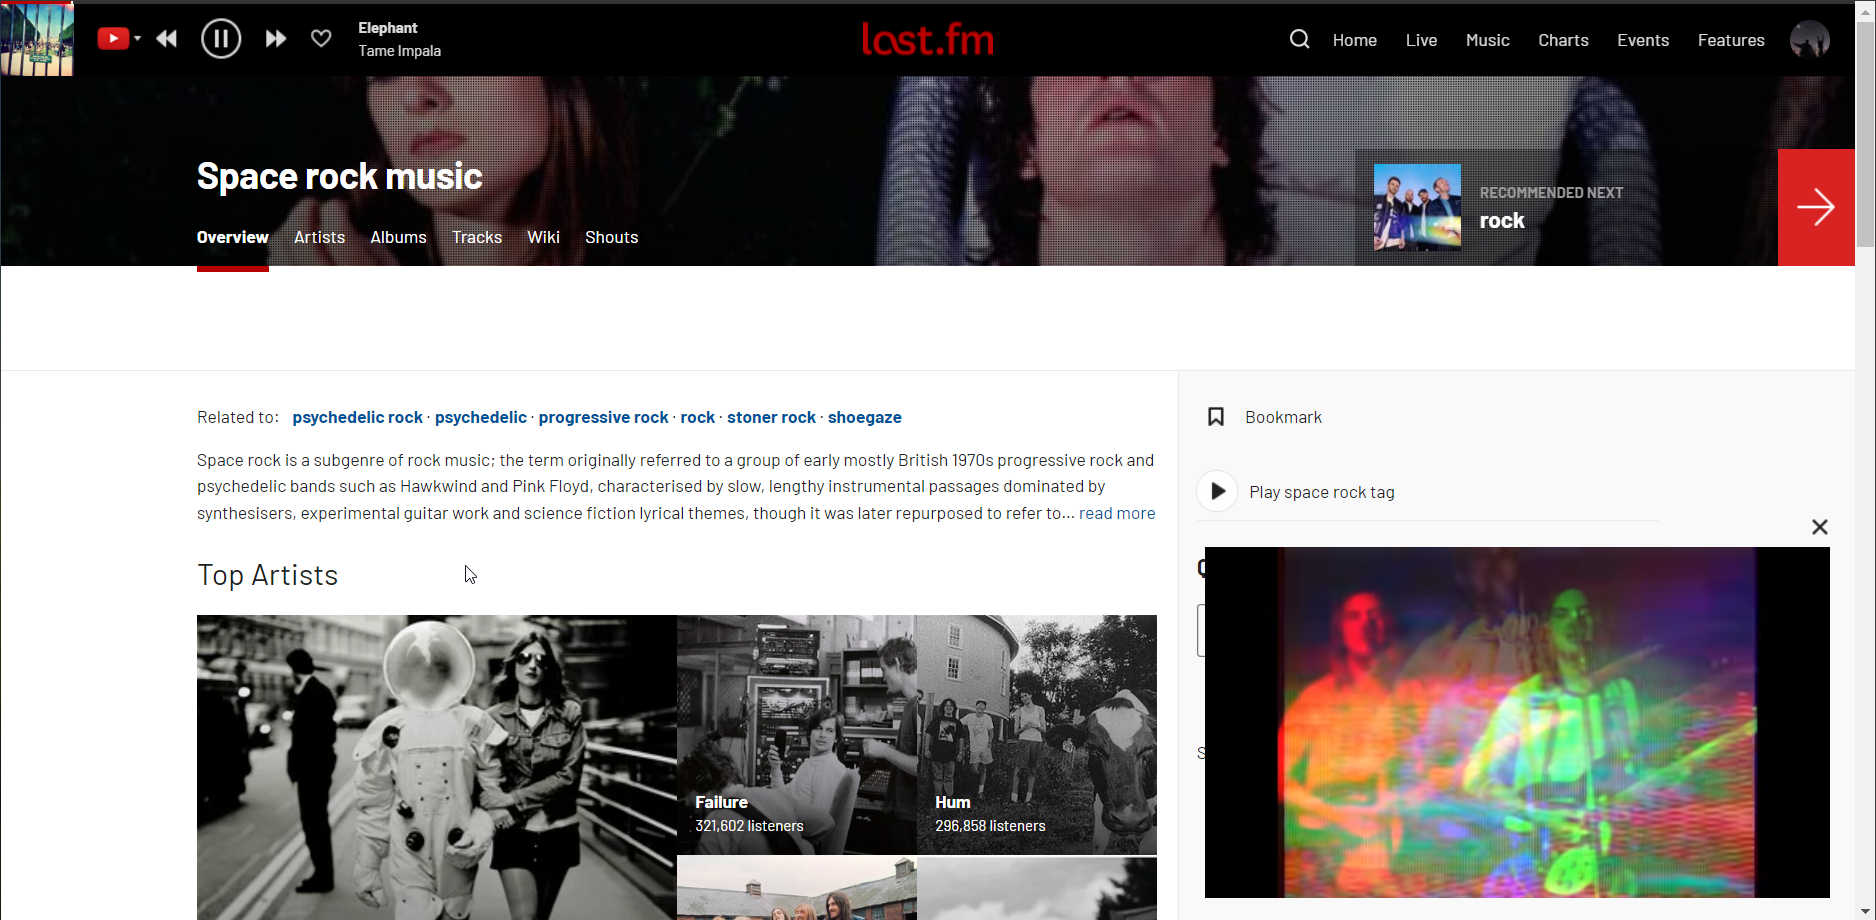 Elephant
Tame Impala
last.fm
Home Live Music Charts Events Features
Space rock music
Overview Artists Albums Tracks Wiki Shouts
RECOMMENDED NEXT
rock
Related to: psychedelic rock · psychedelic · progressive rock · rock · stoner rock · shoegaze
Space rock is a subgenre of rock music; the term originally referred to a group of early mostly British 1970s progressive rock and
psychedelic bands such as Hawkwind and Pink Floyd, characterised by slow, lengthy instrumental passages dominated by
synthesisers, experimental guitar work and science fiction lyrical themes, though it was later repurposed to refer to... read more
Bookmark
Play space rock tag
Top Artists
Failure
321,602 listeners
Hum
296,858 listeners
S